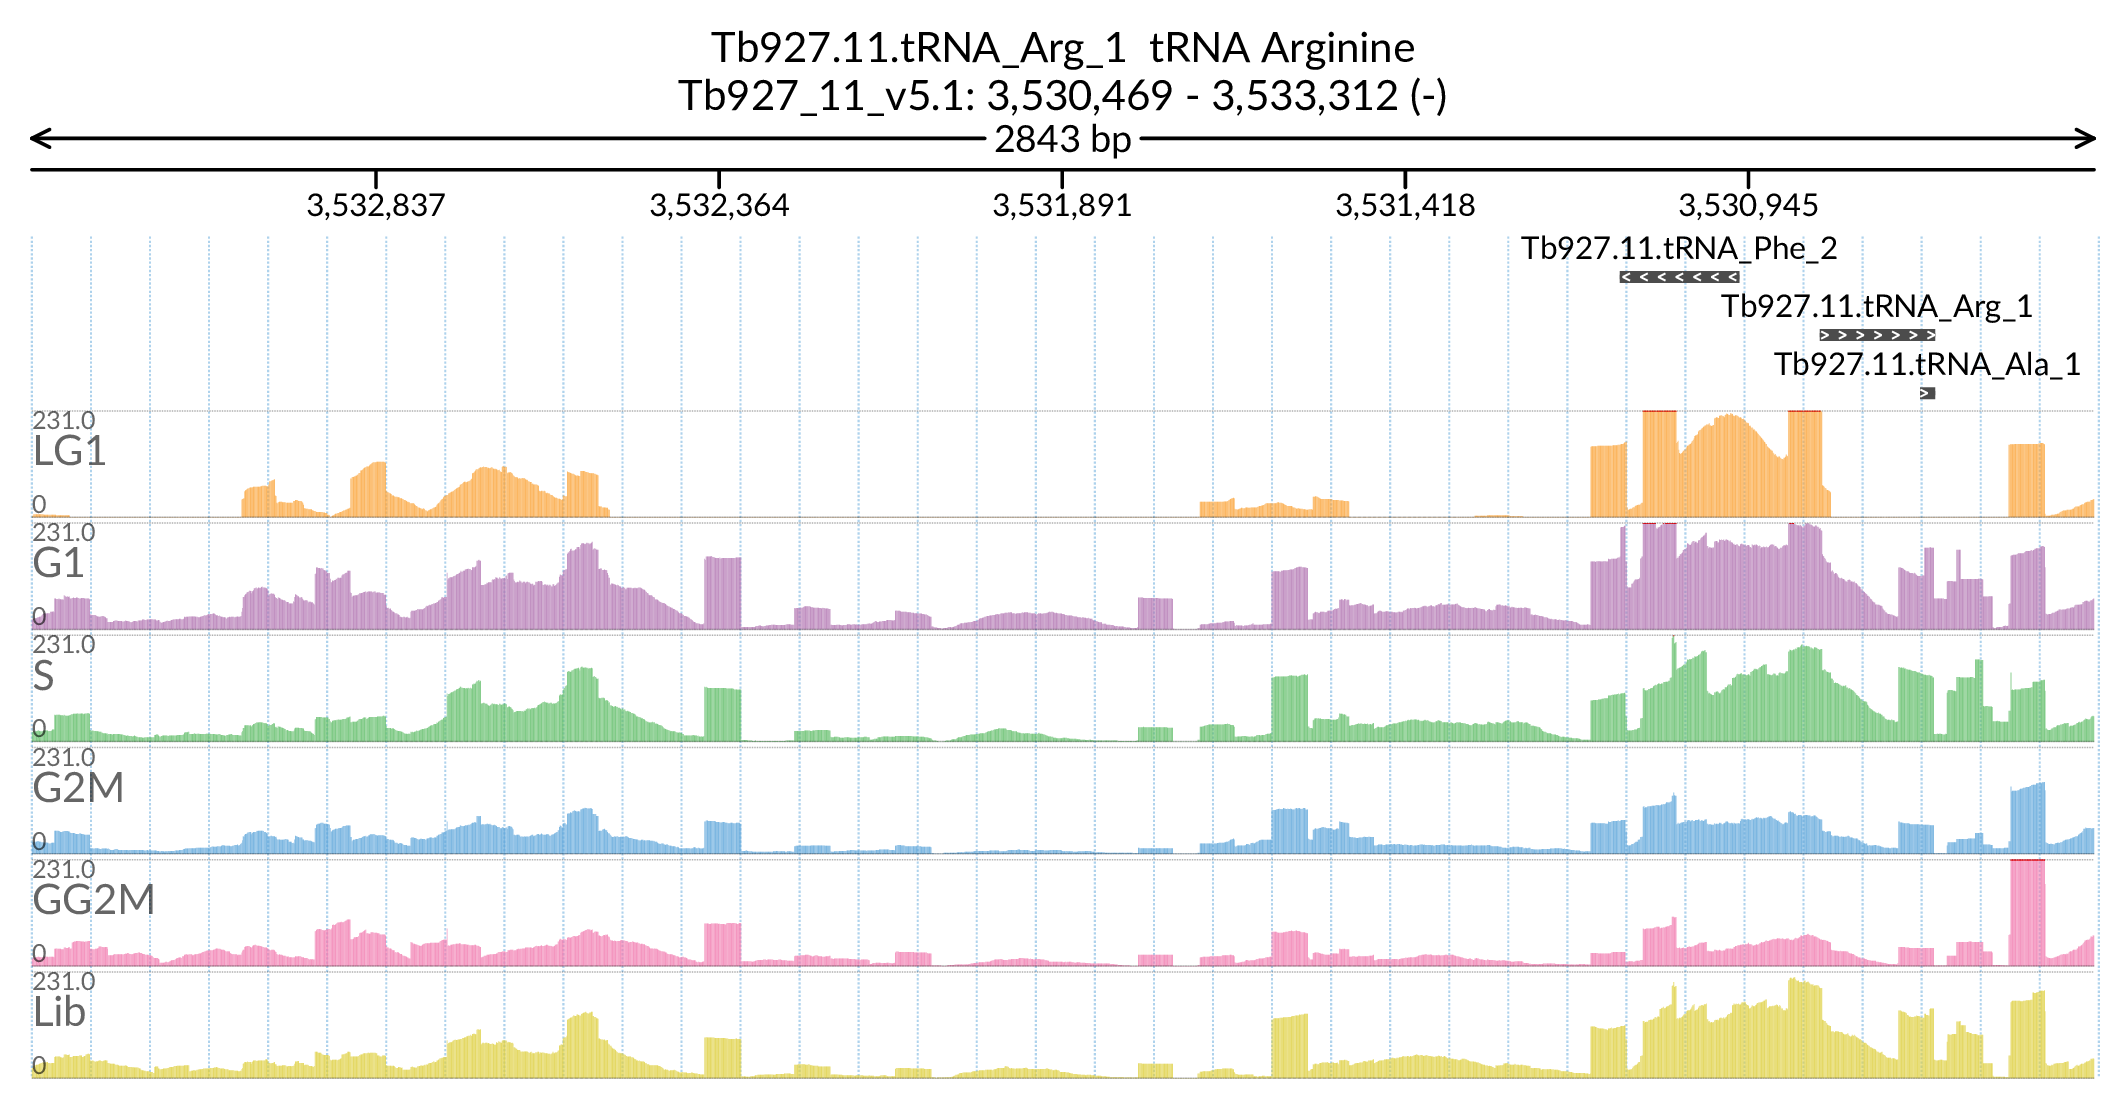 Tb927.11.tRNA_Arg_1  tRNA Arginine
Tb927_11_v5.1: 3,530,469 - 3,533,312 (-)
2843 bp
3,532,837 3,532,364 3,531,891 3,531,418 3,530,945
Tb927.11.tRNA_Phe_2
Tb927.11.tRNA_Arg_1
Tb927.11.tRNA_Ala_1
231.0
LG1
0
231.0
G1
0
231.0
S
0
231.0
G2M
0
231.0
GG2M
0
231.0
Lib
0